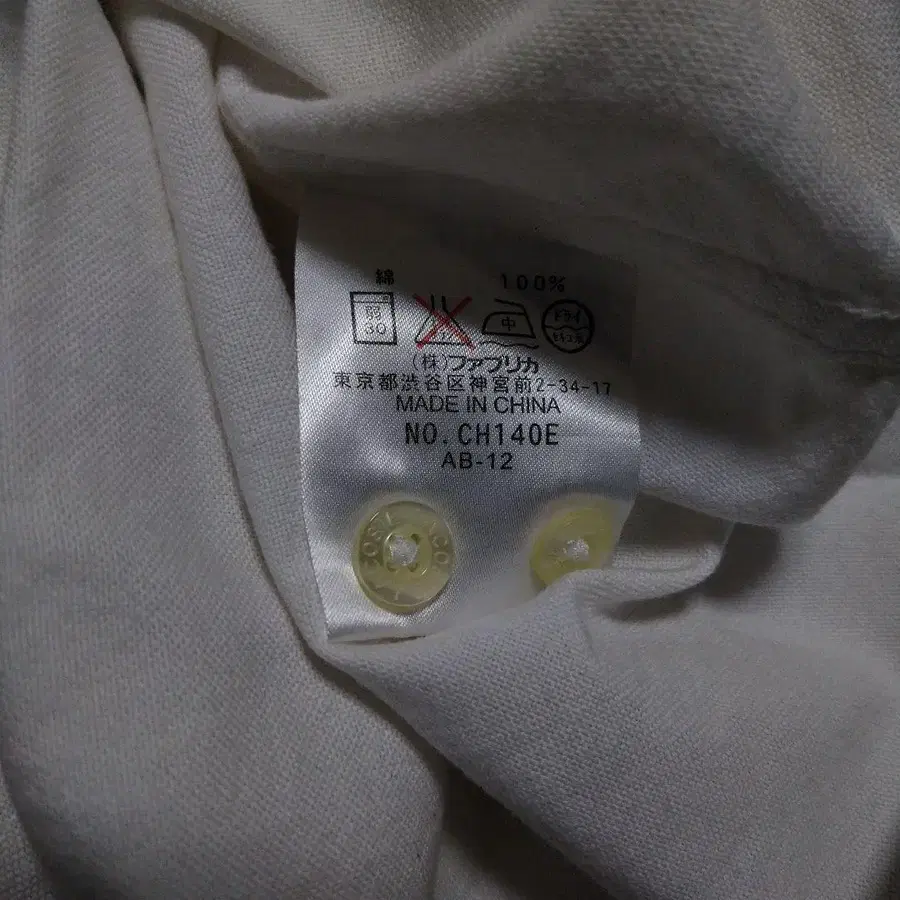 綿 100%
弱
30
中
ドライ
セキユ系
(株)ファブリカ
東京都渋谷区神宮前2-34-17
MADE IN CHINA
NO.CH140E
AB-12